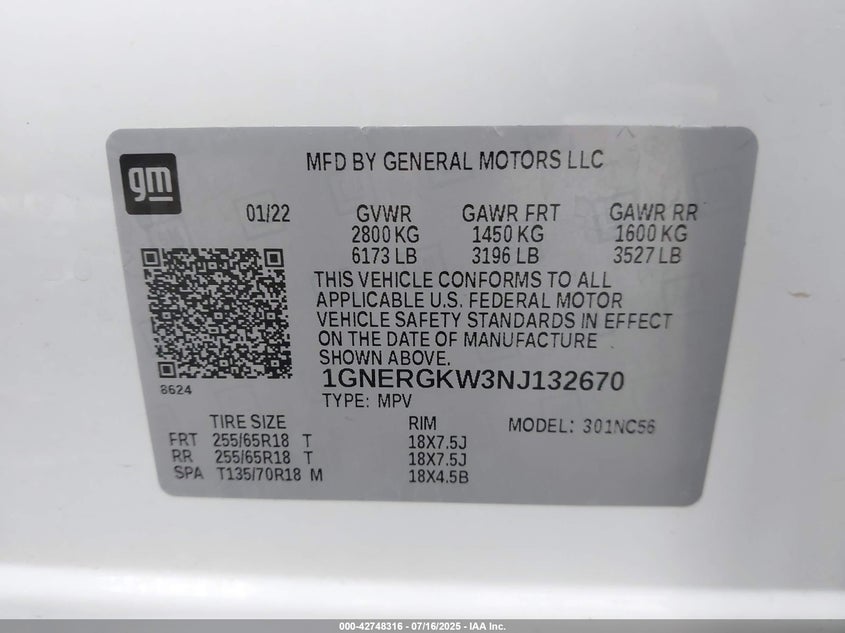 gm
MFD BY GENERAL MOTORS LLC
01/22 GVWR GAWR FRT GAWR RR
2800 KG 1450 KG 1600 KG
6173 LB 3196 LB 3527 LB
THIS VEHICLE CONFORMS TO ALL
APPLICABLE U.S. FEDERAL MOTOR
VEHICLE SAFETY STANDARDS IN EFFECT
ON THE DATE OF MANUFACTURE
SHOWN ABOVE.
8624
1GNERGKW3NJ132670
TYPE: MPV
TIRE SIZE RIM MODEL: 301NC56
FRT 255/65R18 T 18X7.5J
RR 255/65R18 T 18X7.5J
SPA T135/70R18 M 18X4.5B
000-42748316 - 07/16/2025 - IAA Inc.